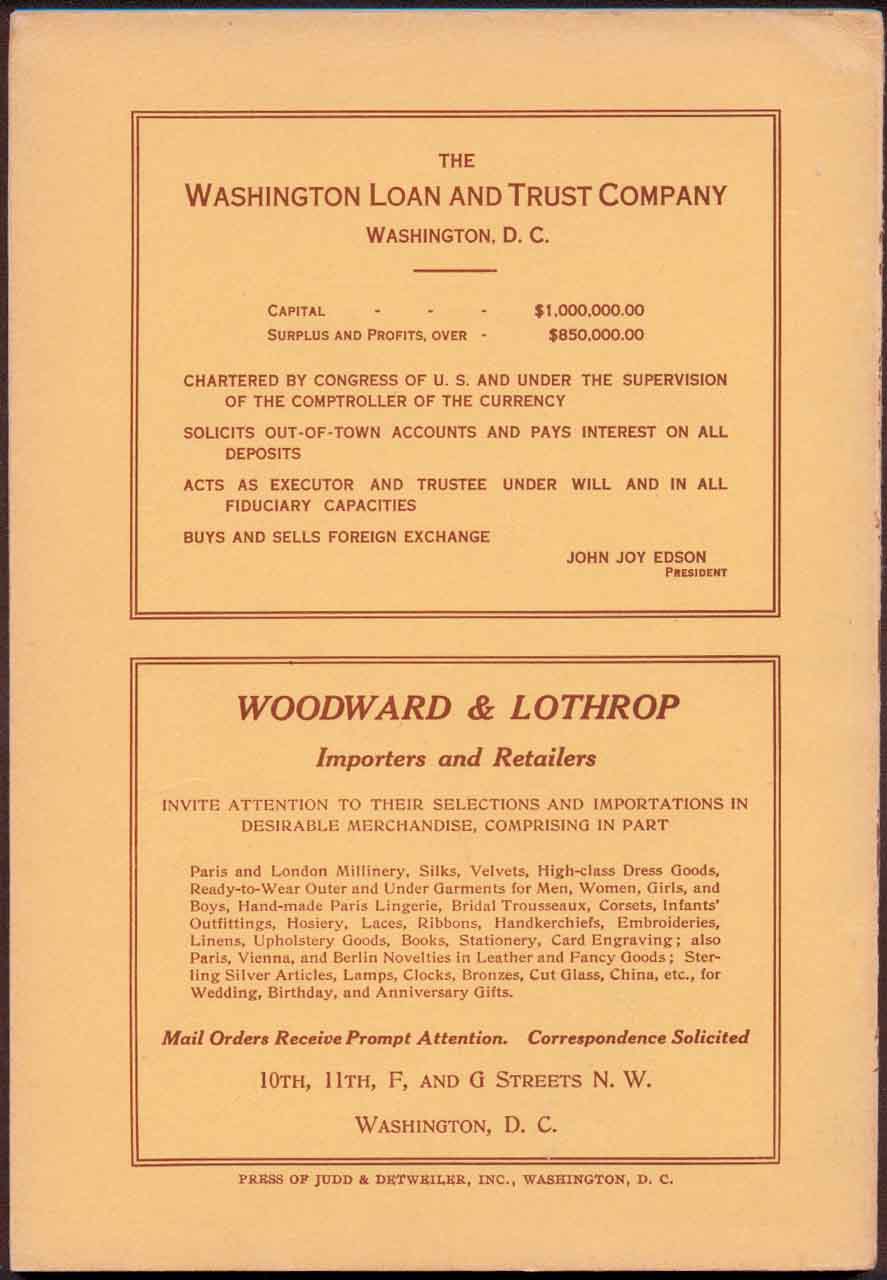 THE
WASHINGTON LOAN AND TRUST COMPANY
WASHINGTON, D. C.
CAPITAL - - - $1,000,000.00
SURPLUS AND PROFITS, OVER - $850,000.00
CHARTERED BY CONGRESS OF U. S. AND UNDER THE SUPERVISION
OF THE COMPTROLLER OF THE CURRENCY
SOLICITS OUT-OF-TOWN ACCOUNTS AND PAYS INTEREST ON ALL
DEPOSITS
ACTS AS EXECUTOR AND TRUSTEE UNDER WILL AND IN ALL
FIDUCIARY CAPACITIES
BUYS AND SELLS FOREIGN EXCHANGE
JOHN JOY EDSON
PRESIDENT
WOODWARD & LOTHROP
Importers and Retailers
INVITE ATTENTION TO THEIR SELECTIONS AND IMPORTATIONS IN
DESIRABLE MERCHANDISE, COMPRISING IN PART
Paris and London Millinery, Silks, Velvets, High-class Dress Goods,
Ready-to-Wear Outer and Under Garments for Men, Women, Girls, and
Boys, Hand-made Paris Lingerie, Bridal Trousseaux, Corsets, Infants'
Outfittings, Hosiery, Laces, Ribbons, Handkerchiefs, Embroideries,
Linens, Upholstery Goods, Books, Stationery, Card Engraving; also
Paris, Vienna, and Berlin Novelties in Leather and Fancy Goods; Ster-
ling Silver Articles, Lamps, Clocks, Bronzes, Cut Glass, China, etc., for
Wedding, Birthday, and Anniversary Gifts.
Mail Orders Receive Prompt Attention. Correspondence Solicited
10TH, 11TH, F, AND G STREETS N. W.
WASHINGTON, D. C.
PRESS OF JUDD & DETWEILER, INC., WASHINGTON, D. C.